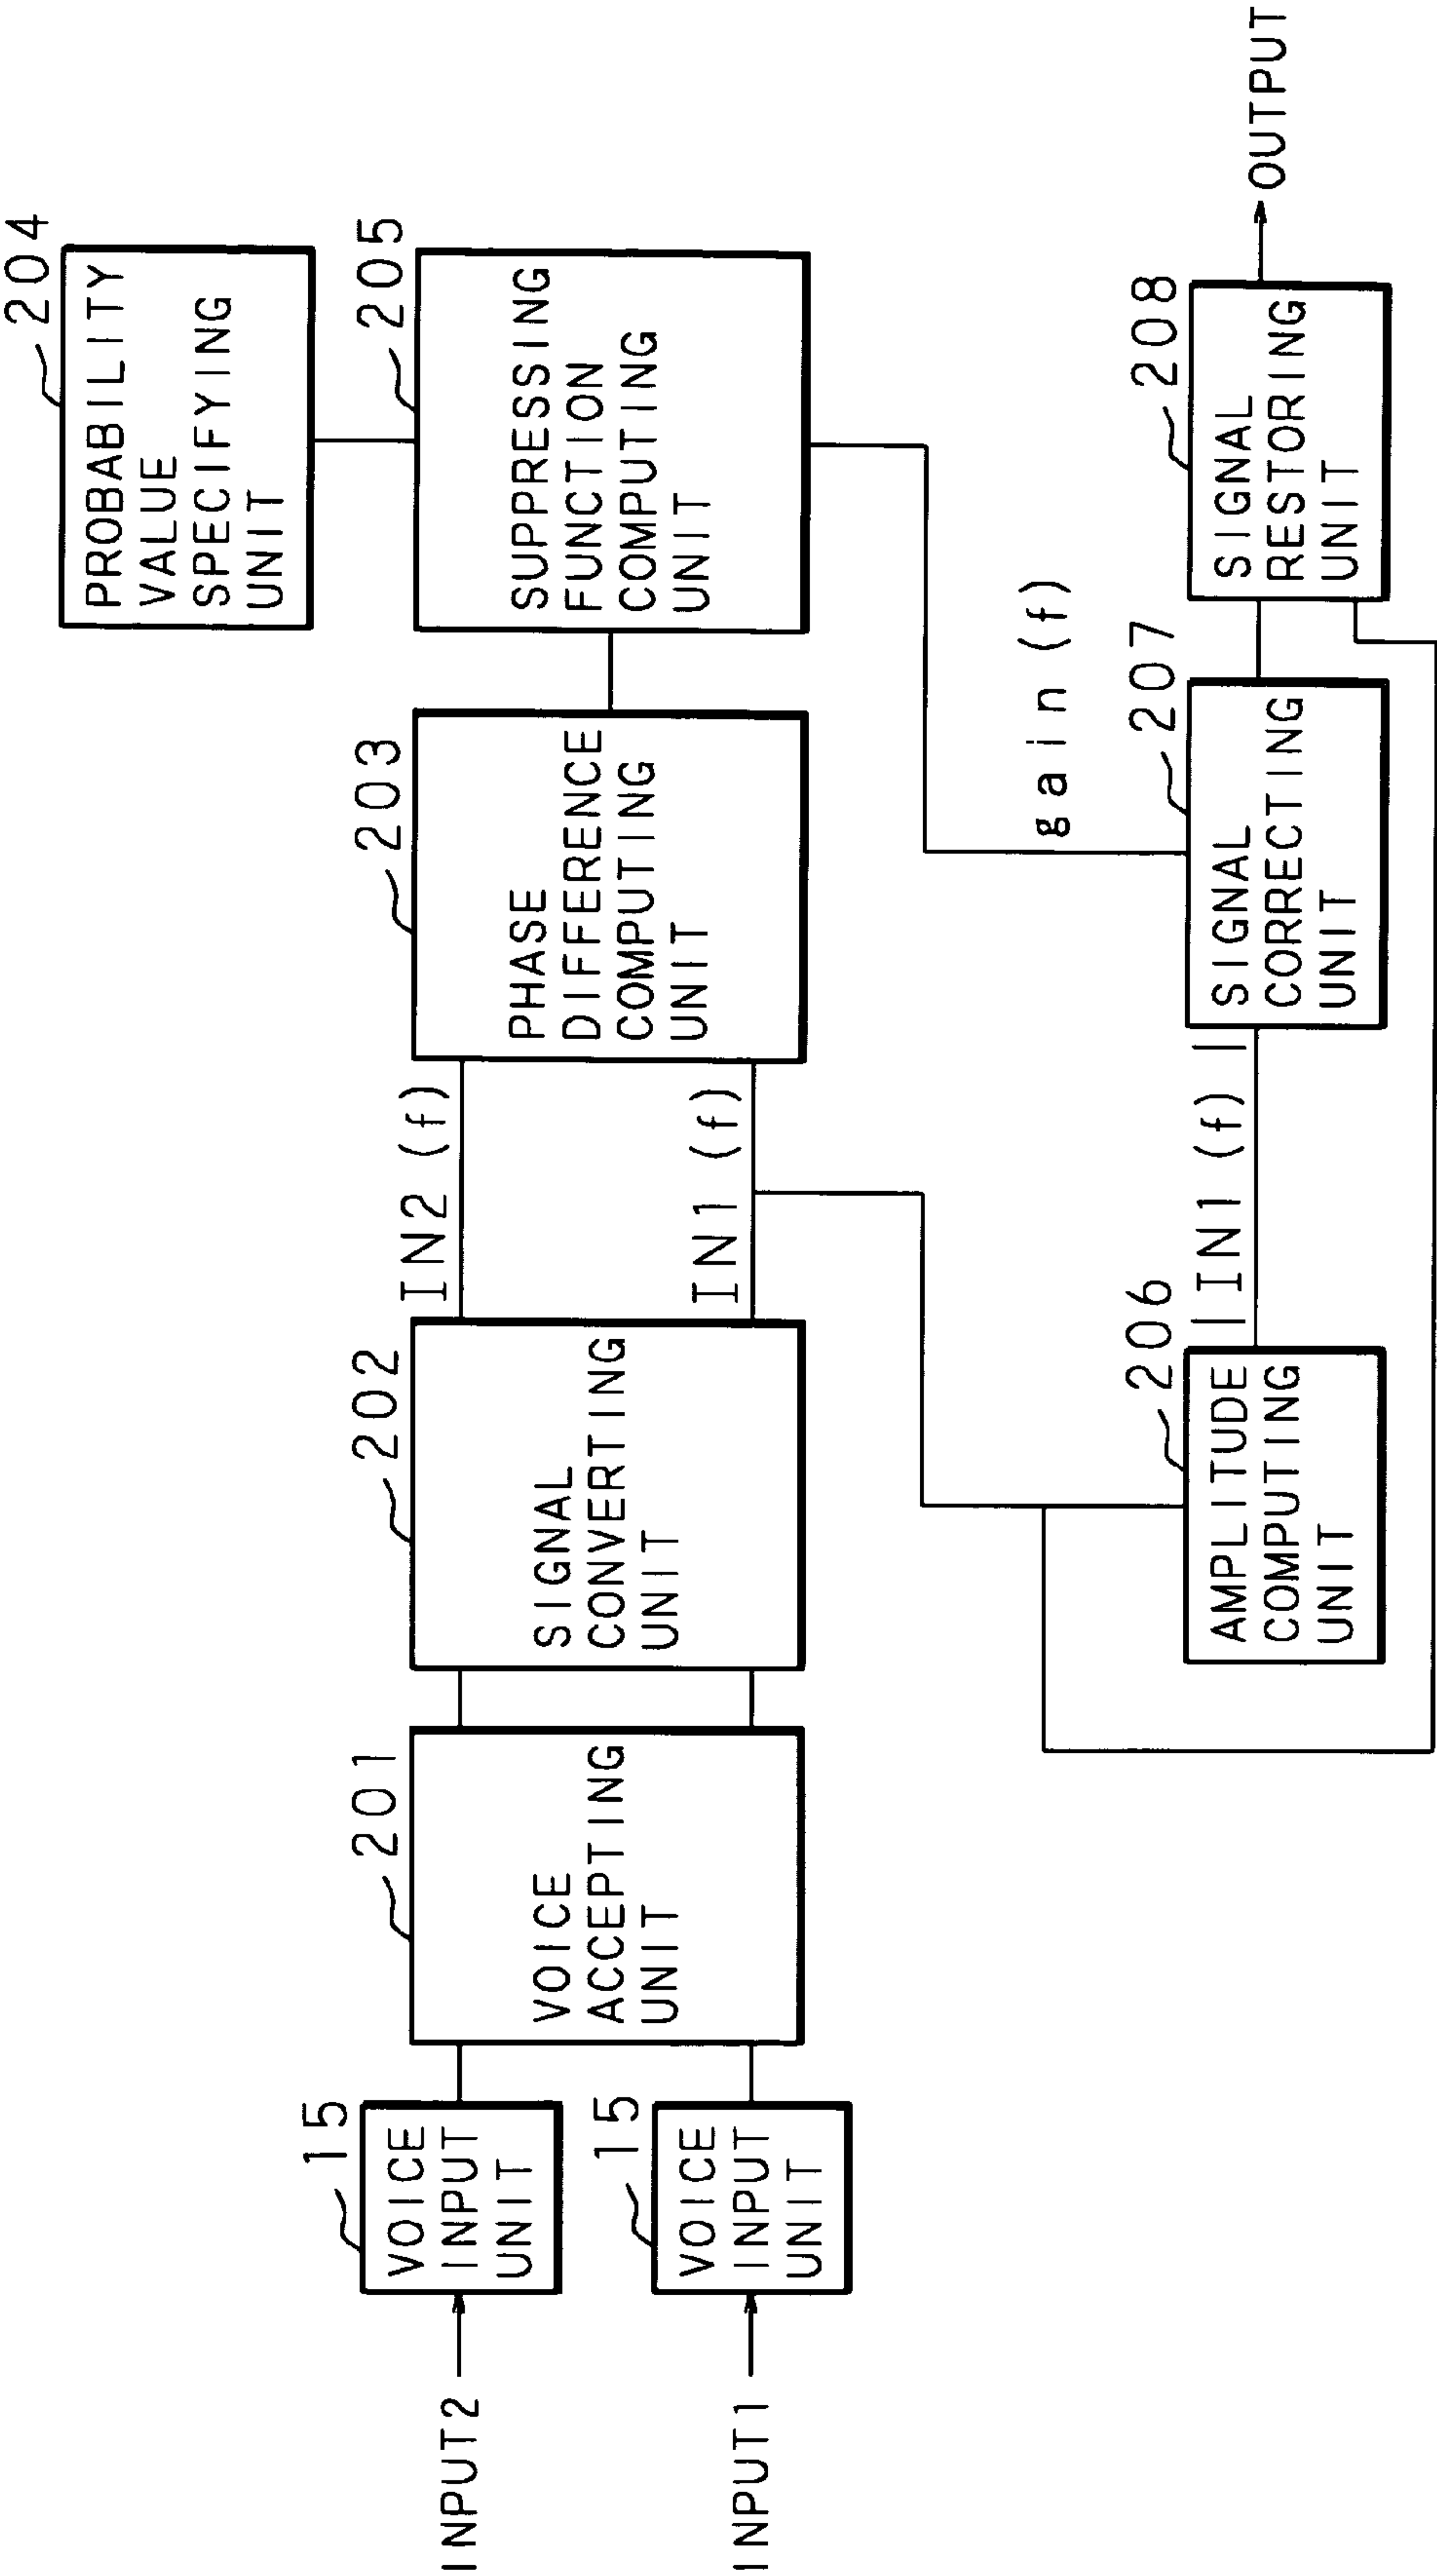 204
PROBABILITY
VALUE
SPECIFYING
UNIT
INPUT2
15
VOICE
INPUT
UNIT
201
VOICE
ACCEPTING
UNIT
202
SIGNAL
CONVERTING
UNIT
IN2 (f)
203
PHASE
DIFFERENCE
COMPUTING
UNIT
205
SUPPRESSING
FUNCTION
COMPUTING
UNIT
INPUT1
15
VOICE
INPUT
UNIT
IN1 (f)
gain (f)
206
AMPLITUDE
COMPUTING
UNIT
|IN1 (f) |
207
SIGNAL
CORRECTING
UNIT
208
SIGNAL
RESTORING
UNIT
OUTPUT